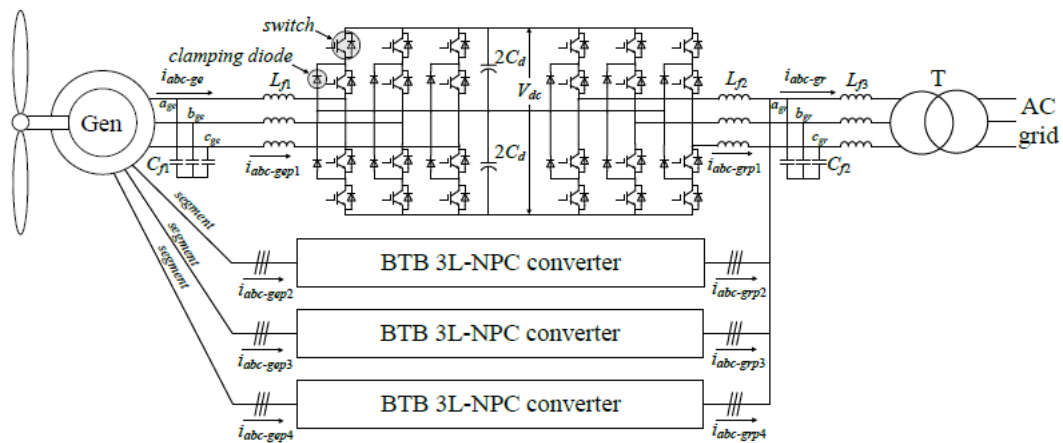 switch
clamping diode
i_abc-ge
L_f1
2C_d
V_dc
L_f2
i_abc-gr
L_f3
T
a_ge
b_ge
c_ge
a_gr
b_gr
c_gr
AC
grid
Gen
C_f1
i_abc-gep1
2C_d
i_abc-grp1
C_f2
segment
segment
segment
BTB 3L-NPC converter
i_abc-gep2
i_abc-grp2
BTB 3L-NPC converter
i_abc-gep3
i_abc-grp3
BTB 3L-NPC converter
i_abc-gep4
i_abc-grp4